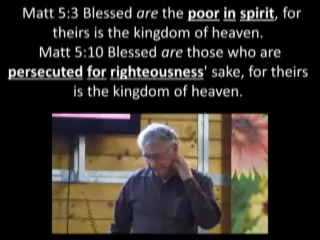 Matt 5:3 Blessed are the poor in spirit, for
theirs is the kingdom of heaven.
Matt 5:10 Blessed are those who are
persecuted for righteousness' sake, for theirs
is the kingdom of heaven.